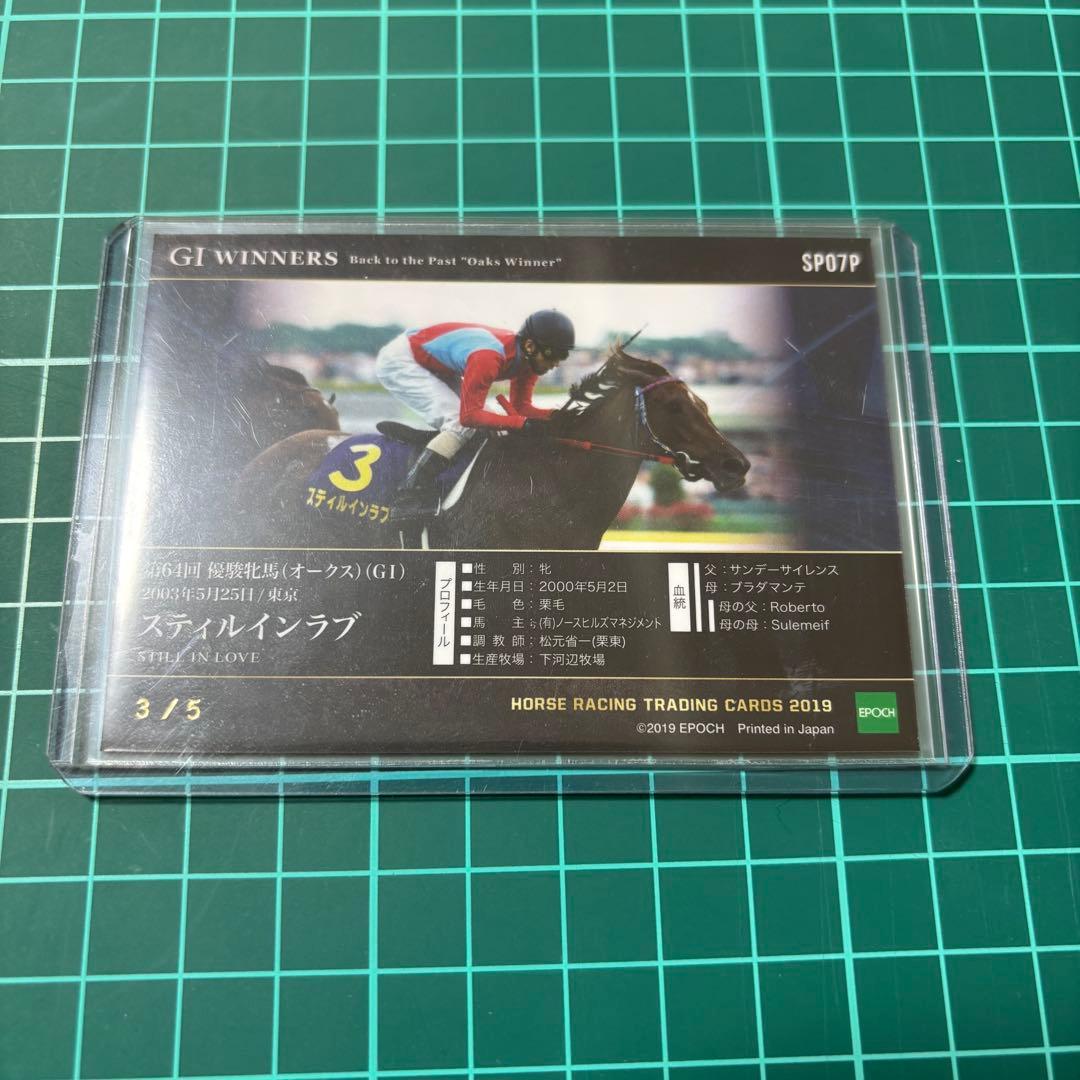 GI WINNERS Back to the Past "Oaks Winner"
SP07P
3
スティルインラブ
第64回 優駿牝馬(オークス)(GI)
2003年5月25日/東京
スティルインラブ
STILL IN LOVE
プロフィール
■性 別：牝
■生年月日：2000年5月2日
■毛 色：栗毛
■馬 主：(有)ノースヒルズマネジメント
■調 教 師：松元省一(栗東)
■生産牧場：下河辺牧場
血統
父：サンデーサイレンス
母：ブラダマンテ
母の父：Roberto
母の母：Sulemeif
3 / 5
HORSE RACING TRADING CARDS 2019
©2019 EPOCH Printed in Japan
EPOCH